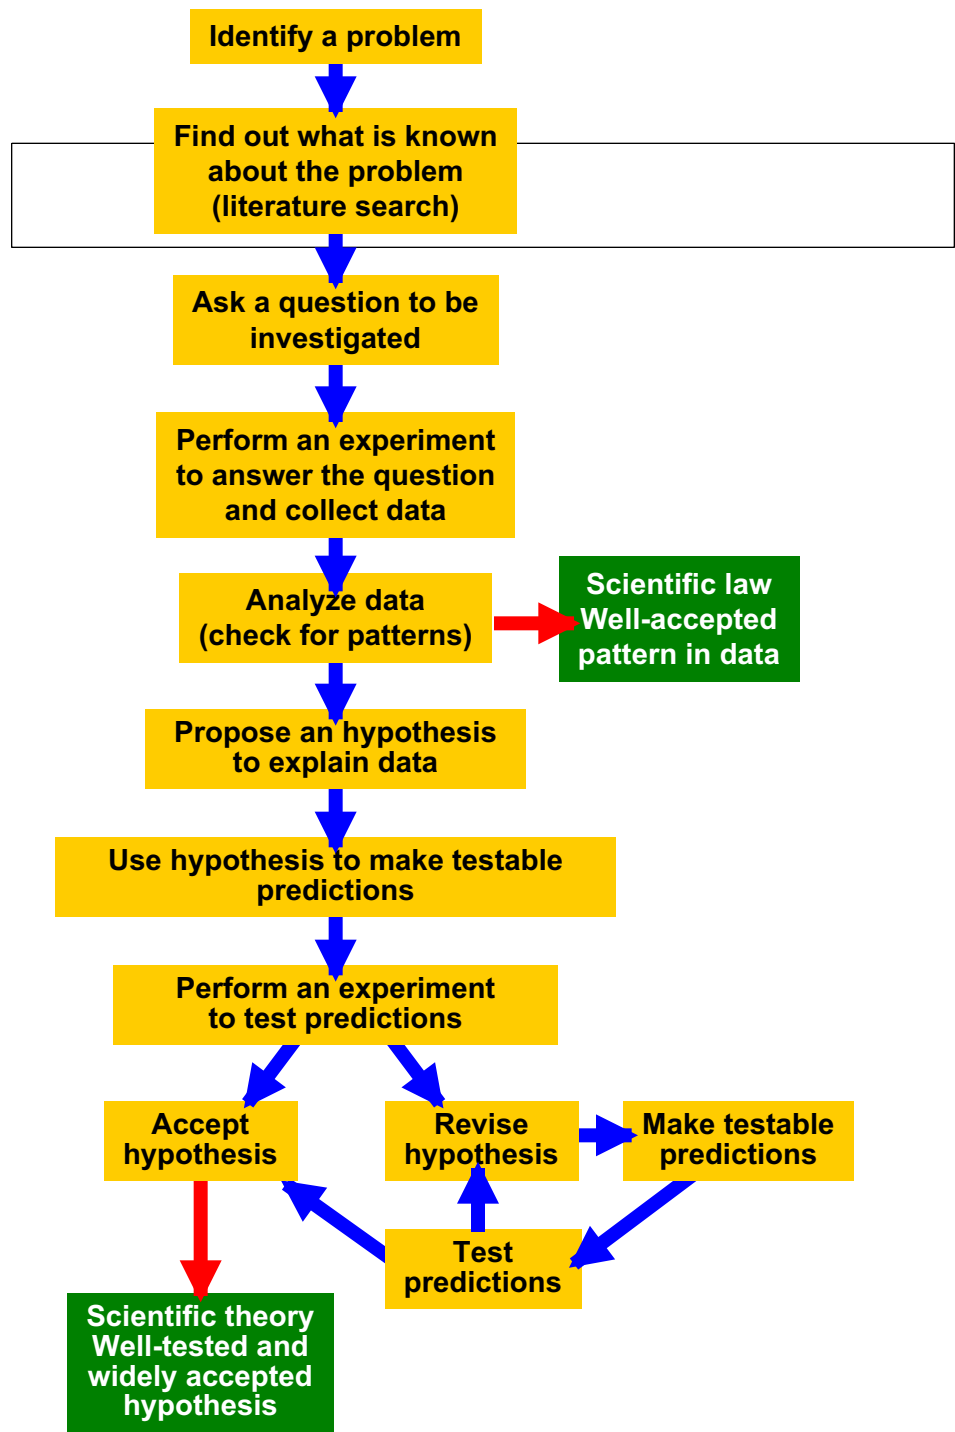 Identify a problem
Find out what is known
about the problem
(literature search)
Ask a question to be
investigated
Perform an experiment
to answer the question
and collect data
Analyze data
(check for patterns)
Scientific law
Well-accepted
pattern in data
Propose an hypothesis
to explain data
Use hypothesis to make testable
predictions
Perform an experiment
to test predictions
Accept
hypothesis
Revise
hypothesis
Make testable
predictions
Test
predictions
Scientific theory
Well-tested and
widely accepted
hypothesis